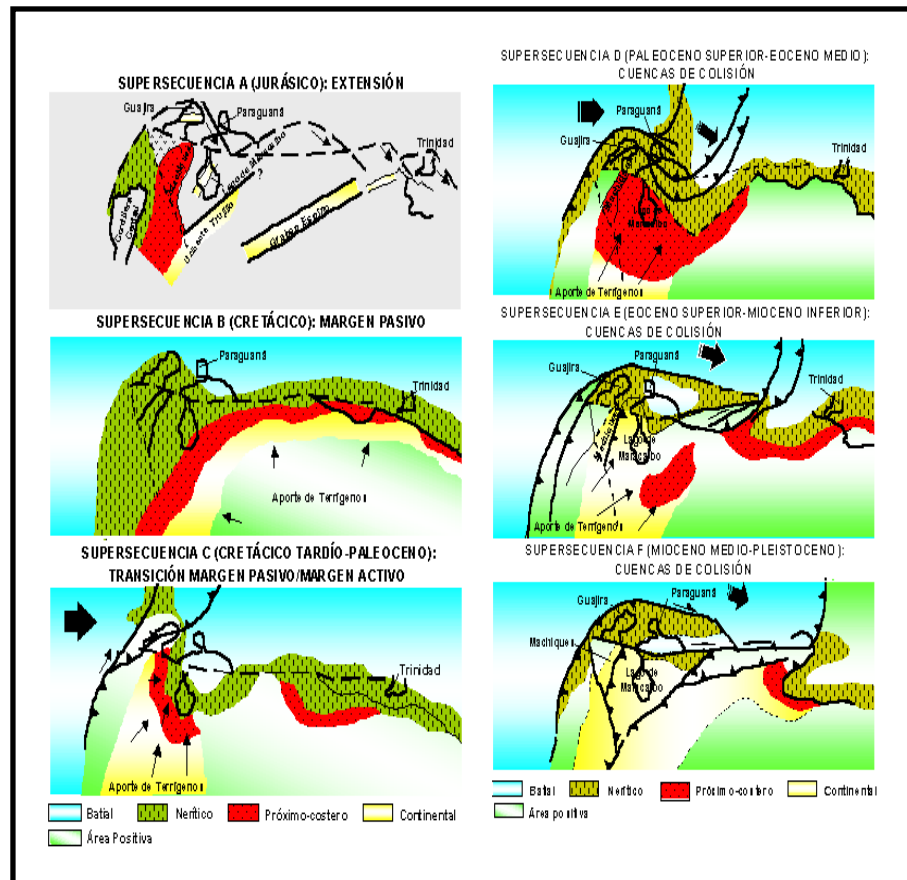 SUPERSECUENCIA A (JURÁSICO): EXTENSIÓN
Guajira
Paraguaná
Trinidad
Cordillera
Central
Graben Espino
SUPERSECUENCIA B (CRETÁCICO): MARGEN PASIVO
Paraguaná
Trinidad
Aporte de Terrígenos
SUPERSECUENCIA C (CRETÁCICO TARDÍO-PALEOCENO):
TRANSICIÓN MARGEN PASIVO/MARGEN ACTIVO
Trinidad
Aporte de Terrígenos
Batial
Nerítico
Próximo-costero
Continental
Área Positiva
SUPERSECUENCIA D (PALEOCENO SUPERIOR-EOCENO MEDIO):
CUENCAS DE COLISIÓN
Paraguaná
Guajira
Trinidad
Lago de
Maracaibo
Aporte de Terrígenos
SUPERSECUENCIA E (EOCENO SUPERIOR-MIOCENO INFERIOR):
CUENCAS DE COLISIÓN
Guajira
Paraguaná
Trinidad
Lago de
Maracaibo
Aporte de Terrígenos
SUPERSECUENCIA F (MIOCENO MEDIO-PLEISTOCENO):
CUENCAS DE COLISIÓN
Paraguaná
Guajira
Machiques
Lago de
Maracaibo
Batial
Nerítico
Próximo-costero
Continental
Área positiva